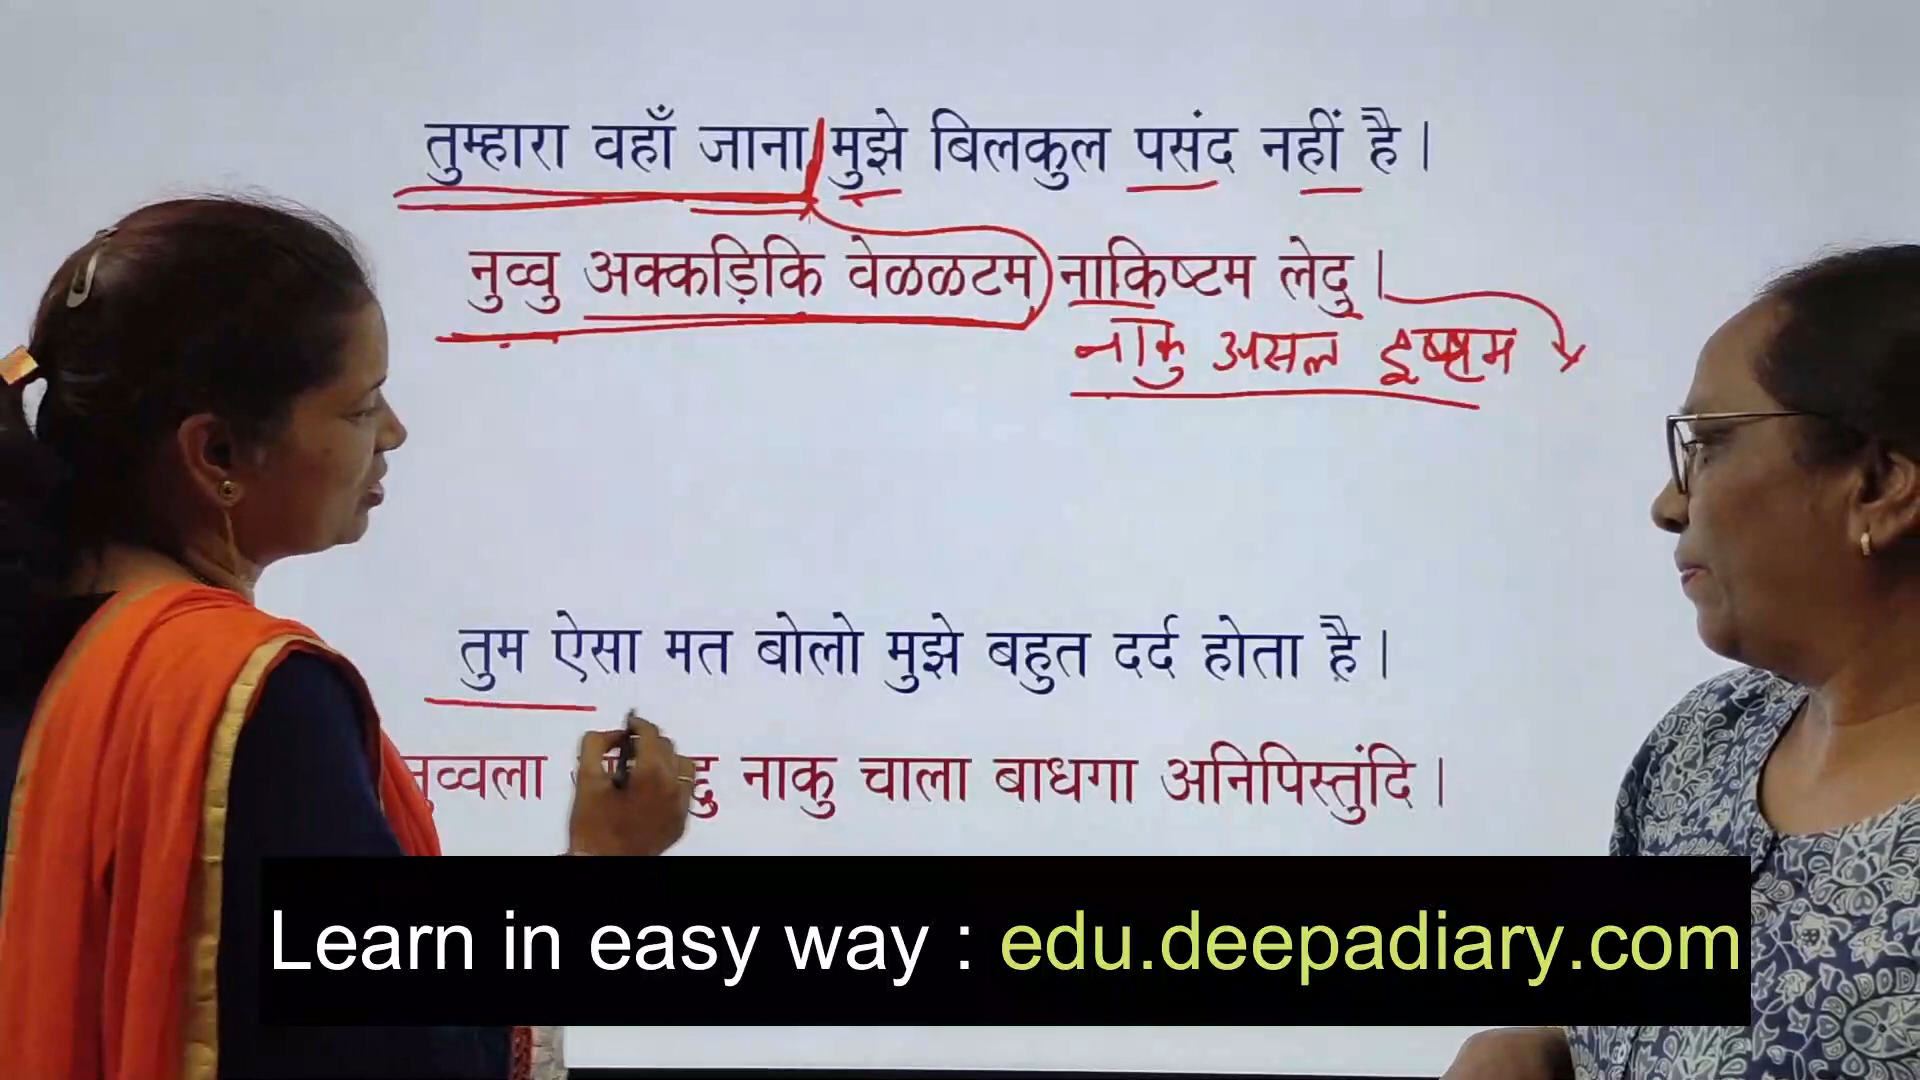 तुम्हारा वहाँ जाना मुझे बिलकुल पसंद नहीं है ।
नुव्वु अक्कड़िकि वेळळटम नाकिष्टम लेदु ।
नाकु असल इष्टम
तुम ऐसा मत बोलो मुझे बहुत दर्द होता है ।
नुव्वला नाकु चाला बाधगा अनिपिस्तुंदि ।
Learn in easy way : edu.deepadiary.com